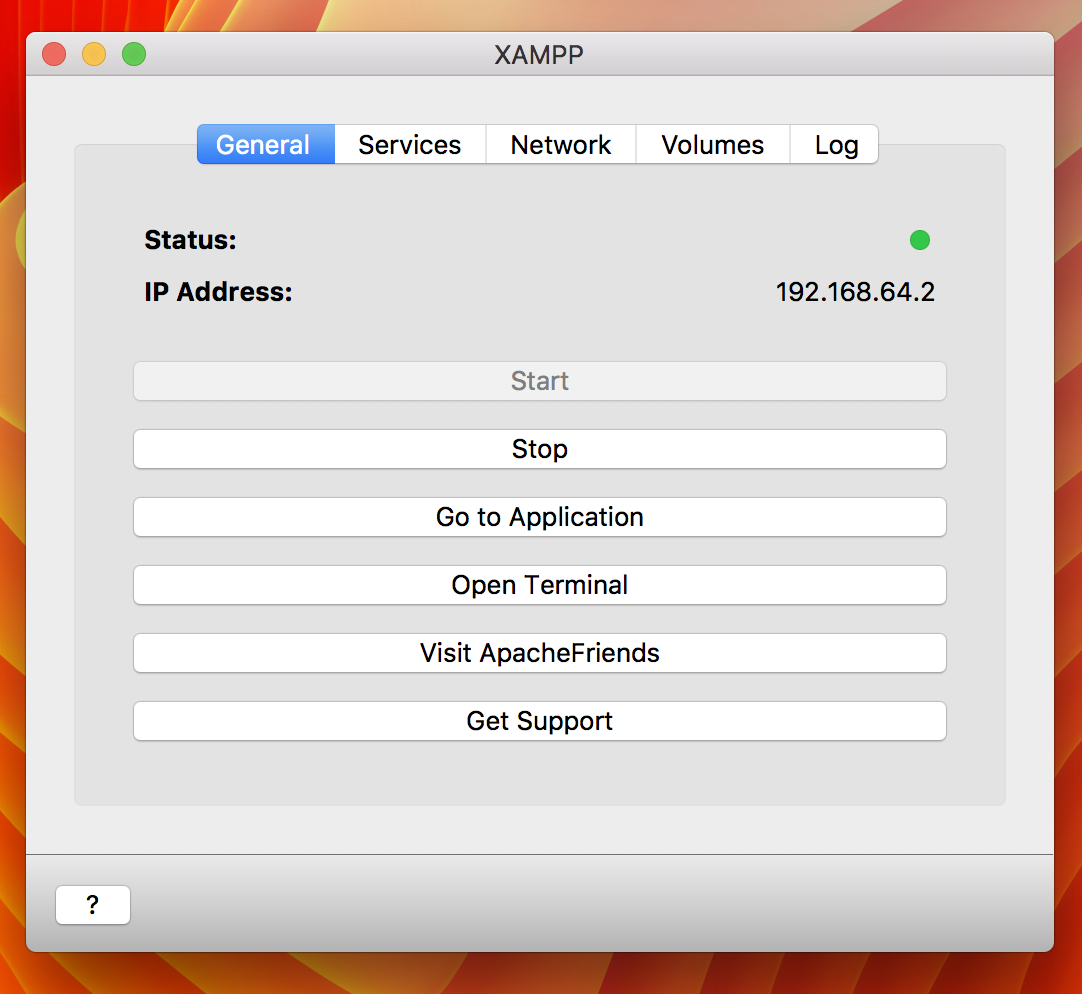 XAMPP
General Services Network Volumes Log
Status:
IP Address: 192.168.64.2
Start
Stop
Go to Application
Open Terminal
Visit ApacheFriends
Get Support
?